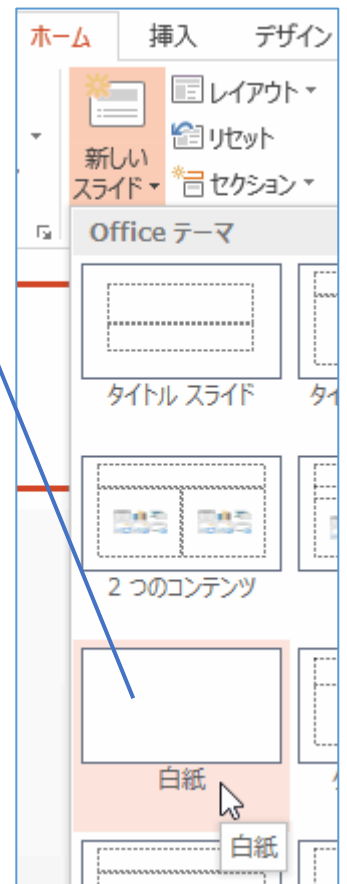 ホーム 挿入 デザイン
レイアウト
リセット
新しい
スライド
セクション
Office テーマ
タイトル スライド
2 つのコンテンツ
白紙
白紙